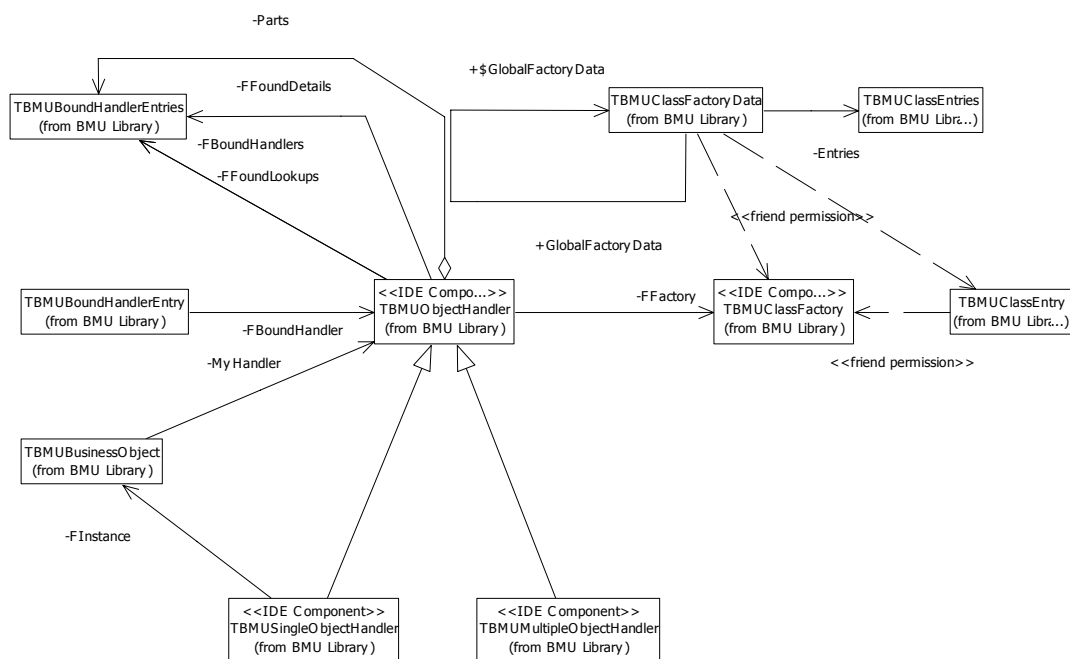 -Parts
+$GlobalFactoryData
-FFoundDetails
TBMUBoundHandlerEntries
(from BMU Library)
TBMUClassFactoryData
(from BMU Library)
TBMUClassEntries
(from BMU Libra...)
-FBoundHandlers
-FFoundLookups
-Entries
<<friend permission>>
+GlobalFactoryData
<<IDE Compo...>>
TBMUObjectHandler
(from BMU Library)
<<IDE Compo...>>
TBMUClassFactory
(from BMU Library)
TBMUBoundHandlerEntry
(from BMU Library)
-FFactory
TBMUClassEntry
(from BMU Libra...)
-FBoundHandler
-MyHandler
<<friend permission>>
TBMUBusinessObject
(from BMU Library)
-FInstance
<<IDE Component>>
TBMUSingleObjectHandler
(from BMU Library)
<<IDE Component>>
TBMUMultipleObjectHandler
(from BMU Library)